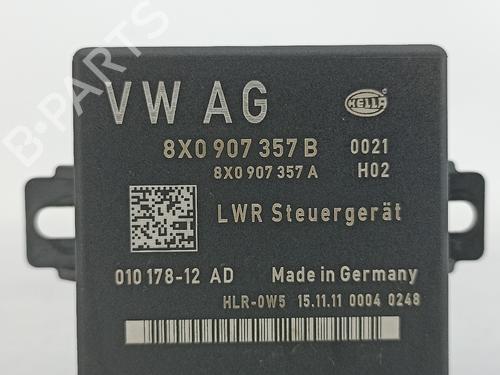 B-PARTS
VW AG
HELLA
8X0 907 357 B 0021
8X0 907 357 A H02
LWR Steuergerät
010 178-12 AD Made in Germany
HLR-0W5 15.11.11 0004 0248